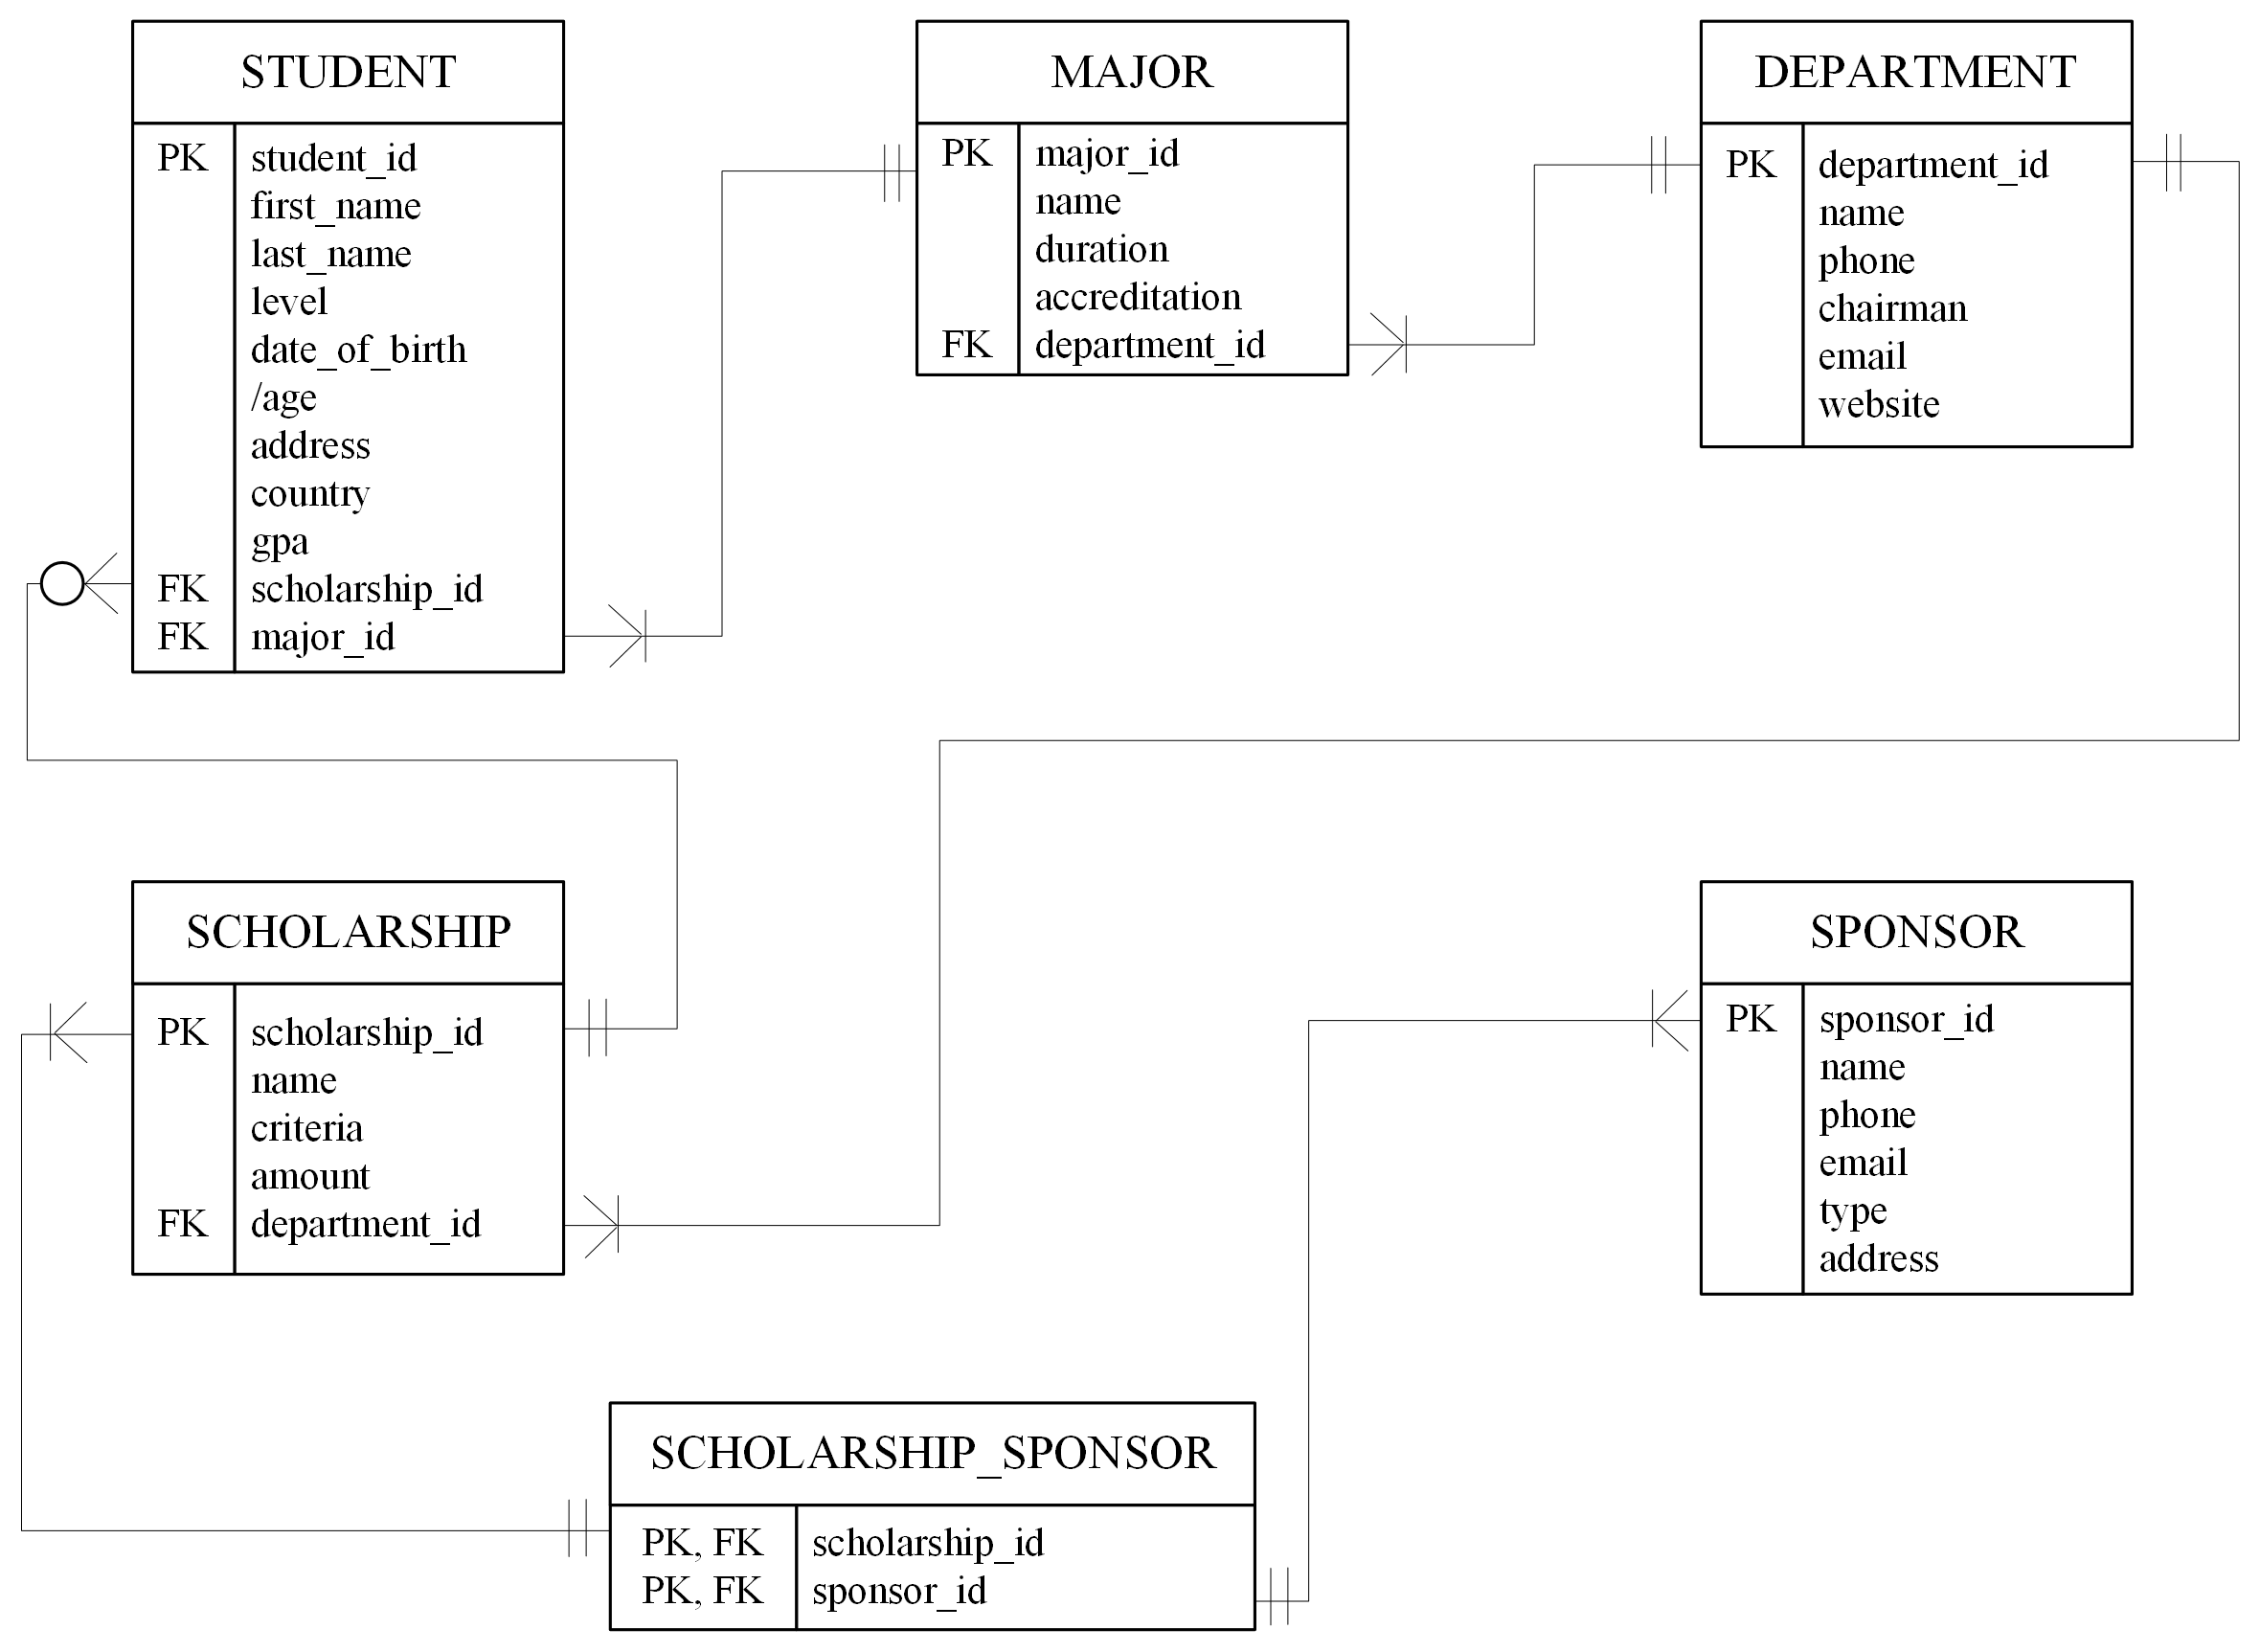 STUDENT
PK student_id
first_name
last_name
level
date_of_birth
/age
address
country
gpa
FK scholarship_id
FK major_id
MAJOR
PK major_id
name
duration
accreditation
FK department_id
DEPARTMENT
PK department_id
name
phone
chairman
email
website
SCHOLARSHIP
PK scholarship_id
name
criteria
amount
FK department_id
SPONSOR
PK sponsor_id
name
phone
email
type
address
SCHOLARSHIP_SPONSOR
PK, FK scholarship_id
PK, FK sponsor_id